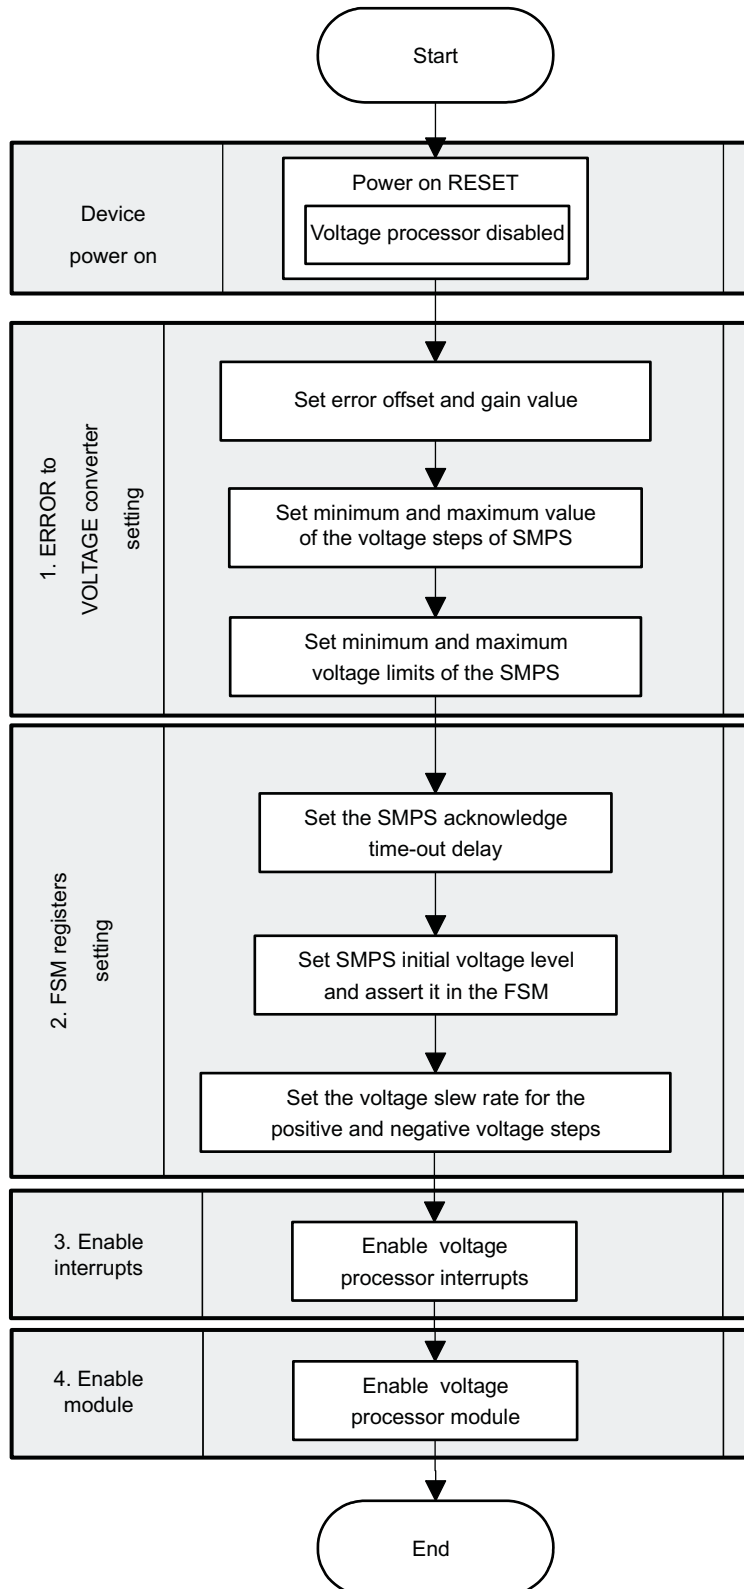 Start
Device
power on
Power on RESET
Voltage processor disabled
1. ERROR to
VOLTAGE converter
setting
Set error offset and gain value
Set minimum and maximum value
of the voltage steps of SMPS
Set minimum and maximum
voltage limits of the SMPS
2. FSM registers
setting
Set the SMPS acknowledge
time-out delay
Set SMPS initial voltage level
and assert it in the FSM
Set the voltage slew rate for the
positive and negative voltage steps
3. Enable
interrupts
Enable voltage
processor interrupts
4. Enable
module
Enable voltage
processor module
End